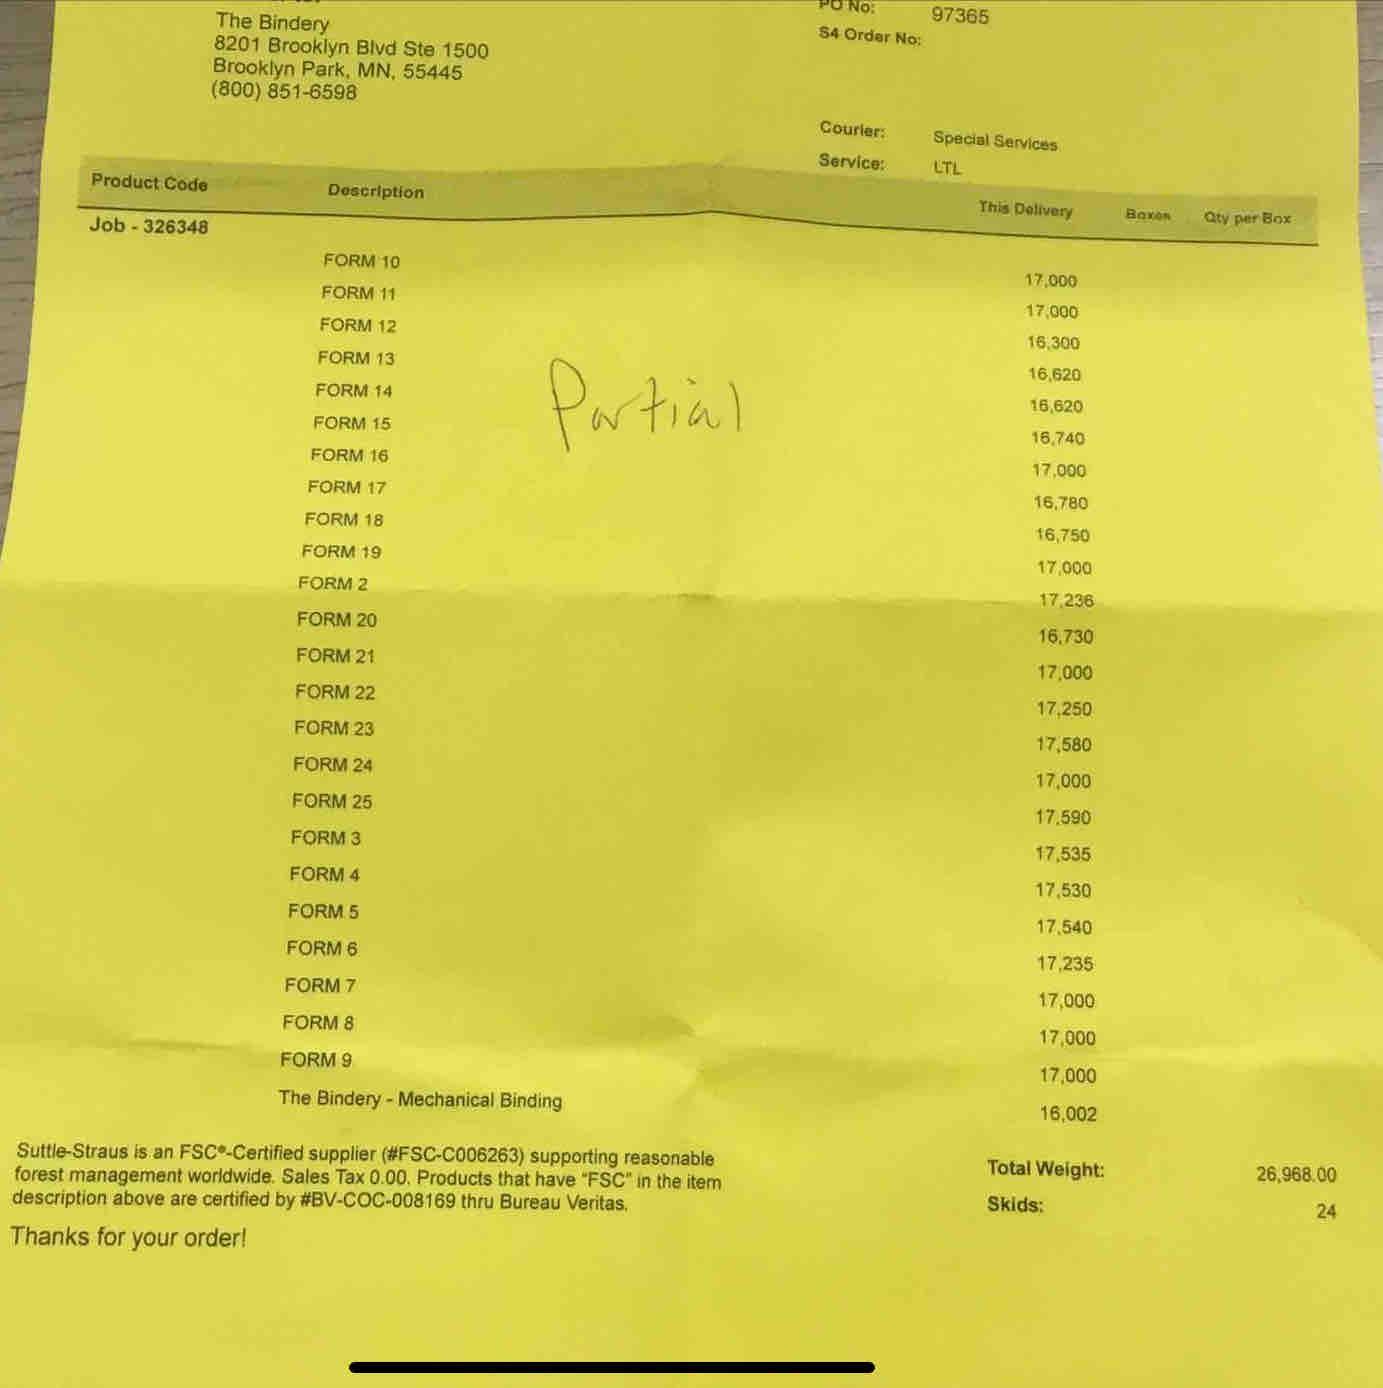 The Bindery
8201 Brooklyn Blvd Ste 1500
Brooklyn Park, MN, 55445
(800) 851-6598
PO No: 97365
S4 Order No:
Courier: Special Services
Service: LTL
Product Code Description This Delivery Boxes Qty per Box
Job - 326348
FORM 10 17,000
FORM 11 17,000
FORM 12 16,300
FORM 13 16,620
FORM 14 16,620
FORM 15 16,740
FORM 16 17,000
FORM 17 16,780
FORM 18 16,750
FORM 19 17,000
FORM 2 17,236
FORM 20 16,730
FORM 21 17,000
FORM 22 17,250
FORM 23 17,580
FORM 24 17,000
FORM 25 17,590
FORM 3 17,535
FORM 4 17,530
FORM 5 17,540
FORM 6 17,235
FORM 7 17,000
FORM 8 17,000
FORM 9 17,000
The Bindery - Mechanical Binding 16,002
Partial
Suttle-Straus is an FSC®-Certified supplier (#FSC-C006263) supporting reasonable
forest management worldwide. Sales Tax 0.00. Products that have "FSC" in the item
description above are certified by #BV-COC-008169 thru Bureau Veritas.
Thanks for your order!
Total Weight: 26,968.00
Skids: 24